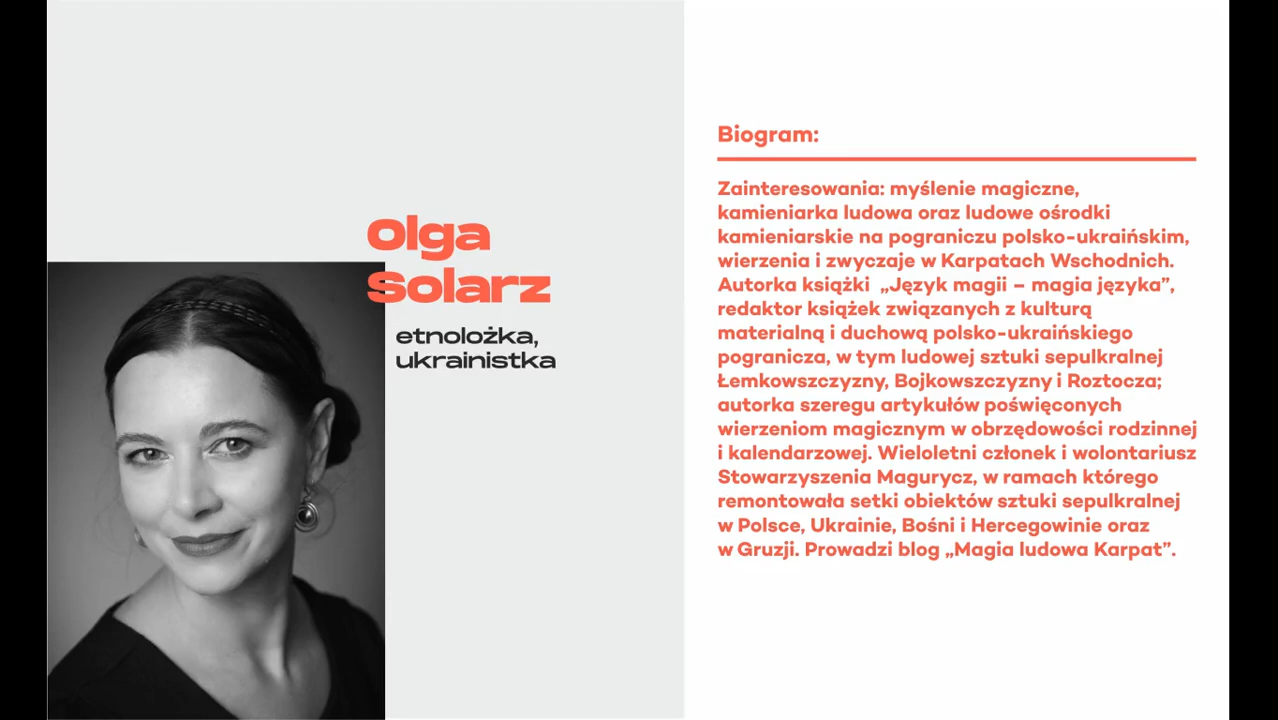 Olga
Solarz
etnolożka,
ukrainistka
Biogram:
Zainteresowania: myślenie magiczne,
kamieniarka ludowa oraz ludowe ośrodki
kamieniarskie na pograniczu polsko-ukraińskim,
wierzenia i zwyczaje w Karpatach Wschodnich.
Autorka książki „Język magii – magia języka”,
redaktor książek związanych z kulturą
materialną i duchową polsko-ukraińskiego
pogranicza, w tym ludowej sztuki sepulkralnej
Łemkowszczyzny, Bojkowszczyzny i Roztocza;
autorka szeregu artykułów poświęconych
wierzeniom magicznym w obrzędowości rodzinnej
i kalendarzowej. Wieloletni członek i wolontariusz
Stowarzyszenia Magurycz, w ramach którego
remontowała setki obiektów sztuki sepulkralnej
w Polsce, Ukrainie, Bośni i Hercegowinie oraz
w Gruzji. Prowadzi blog „Magia ludowa Karpat”.